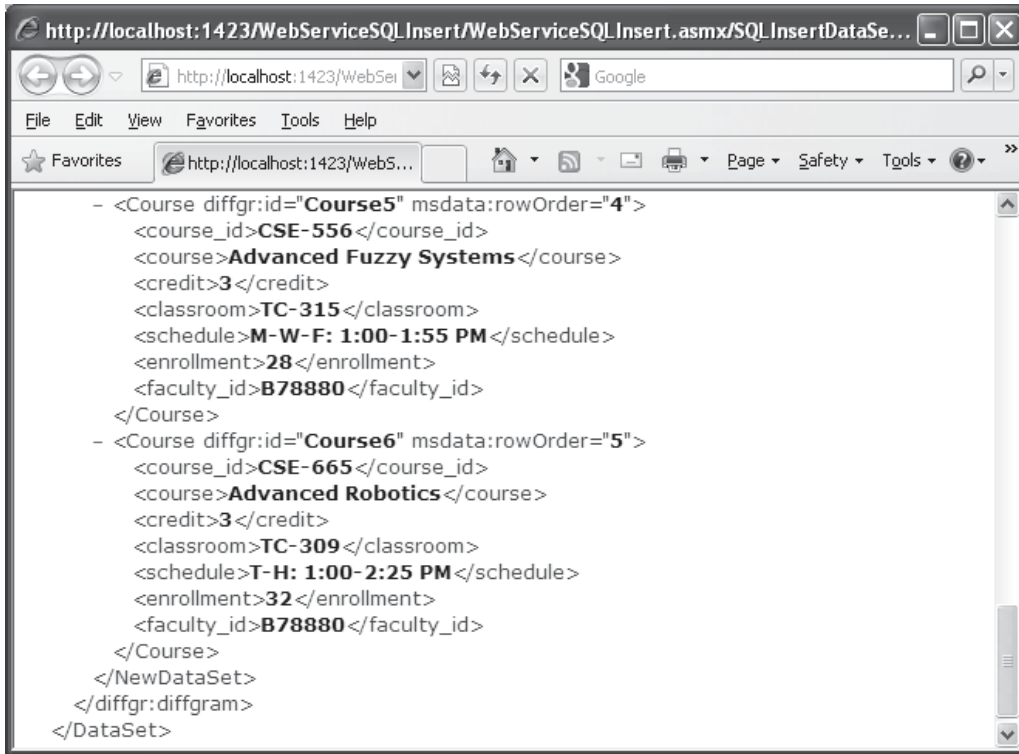 http://localhost:1423/WebServiceSQLInsert/WebServiceSQLInsert.asmx/SQLInsertDataSe...
http://localhost:1423/WebSer Google
File Edit View Favorites Tools Help
Favorites http://localhost:1423/WebS... Page Safety Tools »
– <Course diffgr:id="Course5" msdata:rowOrder="4">
<course_id>CSE-556</course_id>
<course>Advanced Fuzzy Systems</course>
<credit>3</credit>
<classroom>TC-315</classroom>
<schedule>M-W-F: 1:00-1:55 PM</schedule>
<enrollment>28</enrollment>
<faculty_id>B78880</faculty_id>
</Course>
– <Course diffgr:id="Course6" msdata:rowOrder="5">
<course_id>CSE-665</course_id>
<course>Advanced Robotics</course>
<credit>3</credit>
<classroom>TC-309</classroom>
<schedule>T-H: 1:00-2:25 PM</schedule>
<enrollment>32</enrollment>
<faculty_id>B78880</faculty_id>
</Course>
</NewDataSet>
</diffgr:diffgram>
</DataSet>